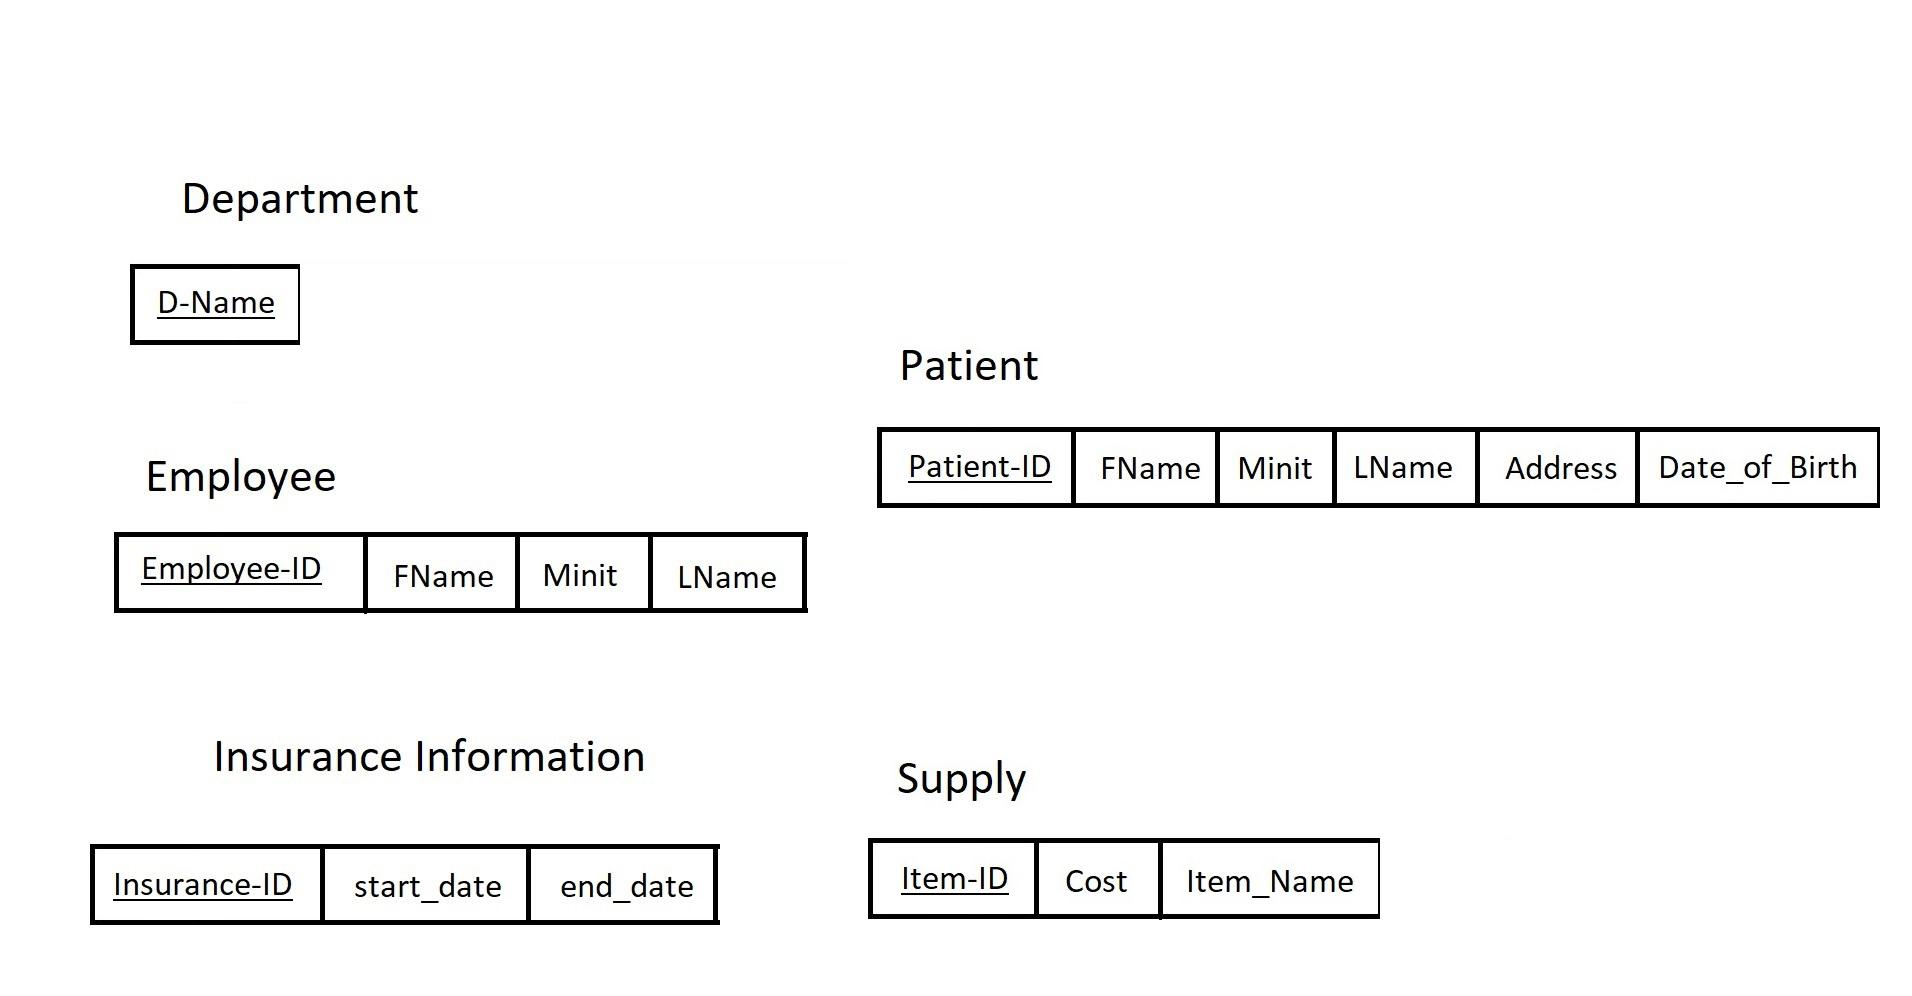 Department
D-Name
Patient
Patient-ID FName Minit LName Address Date_of_Birth
Employee
Employee-ID FName Minit LName
Insurance Information
Insurance-ID start_date end_date
Supply
Item-ID Cost Item_Name